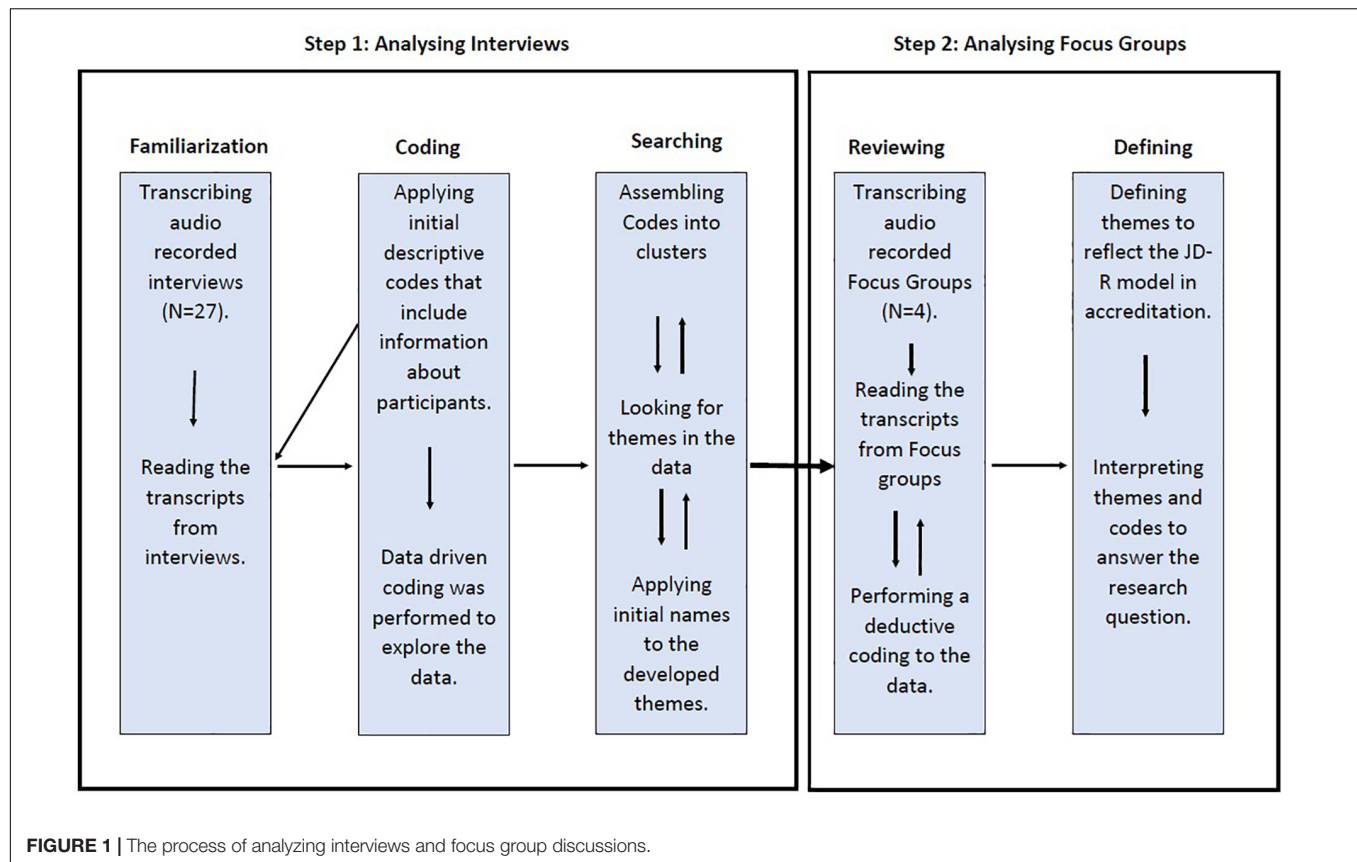 Step 1: Analysing Interviews
Step 2: Analysing Focus Groups
Familiarization
Transcribing
audio
recorded
interviews
(N=27).
Reading the
transcripts
from
interviews.
Coding
Applying
initial
descriptive
codes that
include
information
about
participants.
Data driven
coding was
performed to
explore the
data.
Searching
Assembling
Codes into
clusters
Looking for
themes in the
data
Applying
initial names
to the
developed
themes.
Reviewing
Transcribing
audio
recorded
Focus Groups
(N=4).
Reading the
transcripts
from Focus
groups
Performing a
deductive
coding to the
data.
Defining
Defining
themes to
reflect the JD-
R model in
accreditation.
Interpreting
themes and
codes to
answer the
research
question.
FIGURE 1 | The process of analyzing interviews and focus group discussions.